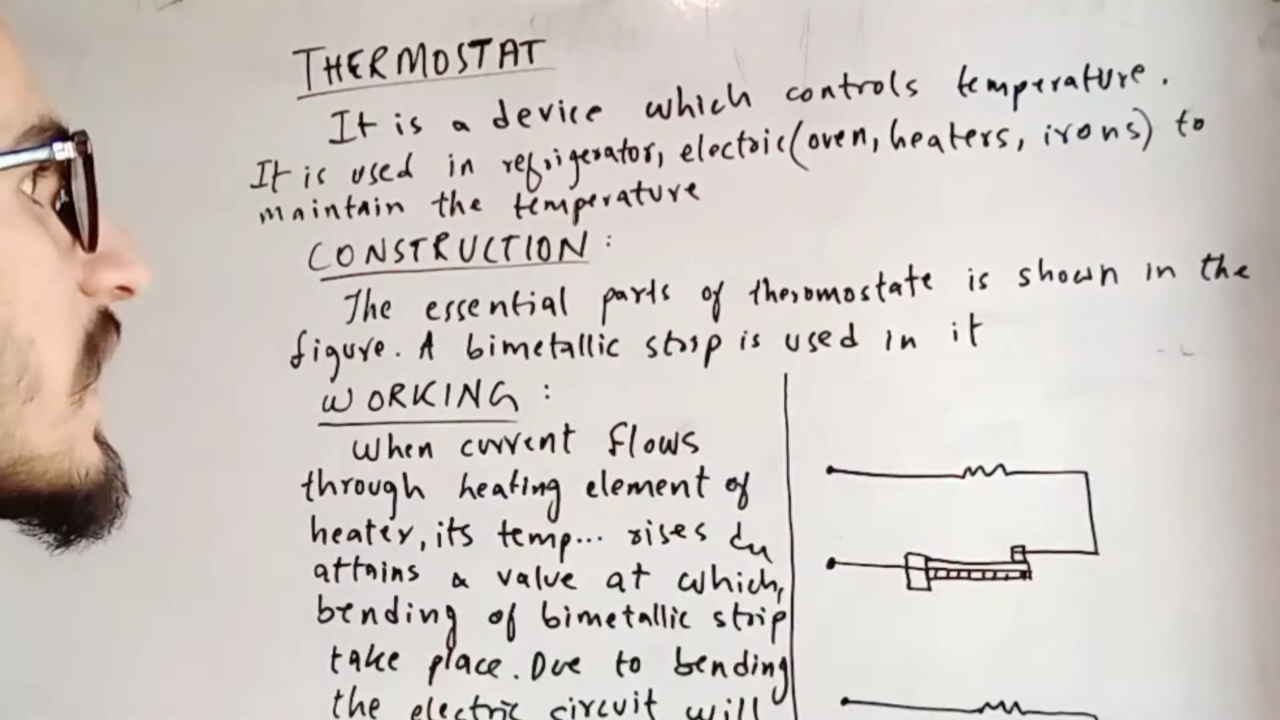 THERMOSTAT
It is a device which controls temperature.
It is used in refrigerator, electric(oven, heaters, irons) to
maintain the temperature
CONSTRUCTION:
The essential parts of theromostate is shown in the
figure. A bimetallic strip is used in it
WORKING:
When current flows
through heating element of
heater, its temp... rises
attains a value at which,
bending of bimetallic strip
take place. Due to bending
the electric circuit will